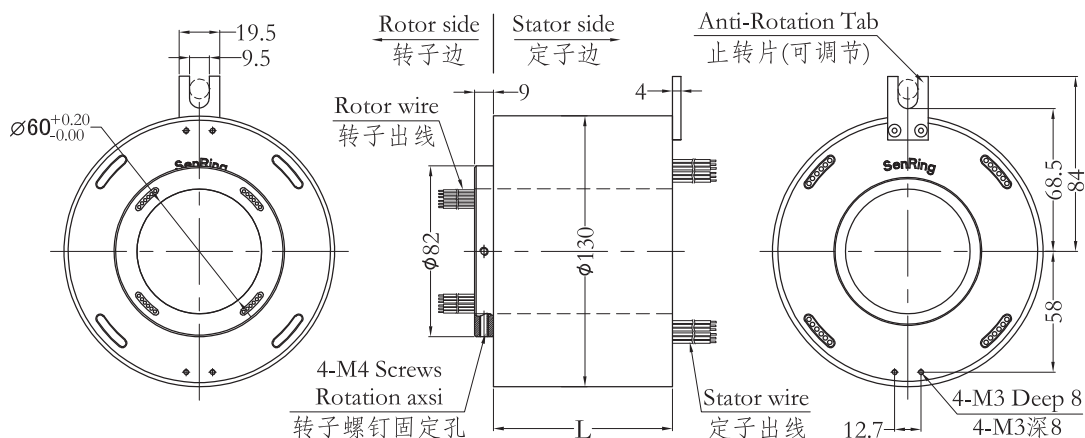 19.5
9.5
⌀60 +0.20
-0.00
SenRing
Rotor side
转子边
Stator side
定子边
9
4
Rotor wire
转子出线
ϕ82
ϕ130
4-M4 Screws
Rotation axsi
转子螺钉固定孔
L
Stator wire
定子出线
Anti-Rotation Tab
止转片(可调节)
SenRing
68.5
84
58
12.7
4-M3 Deep 8
4-M3深8